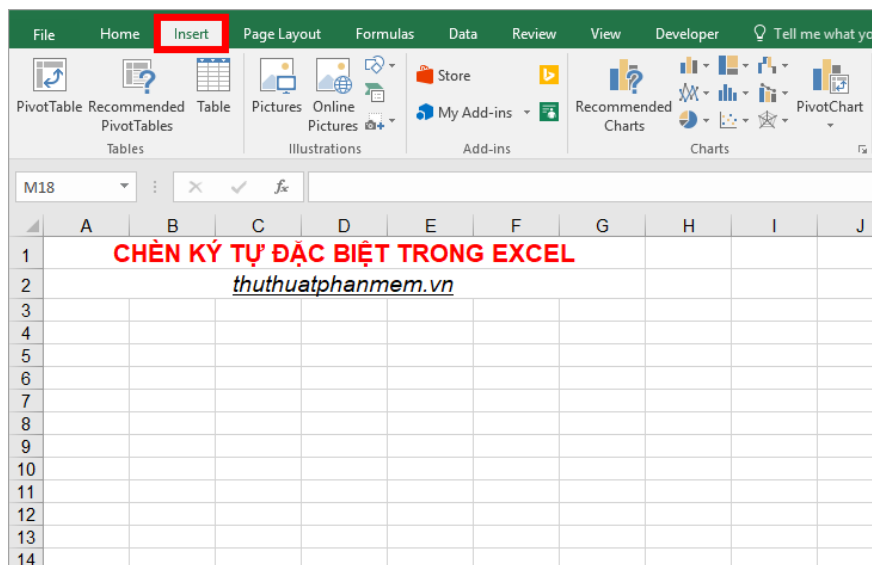 File Home Insert Page Layout Formulas Data Review View Developer Tell me what yo
Store
My Add-ins
PivotTable Recommended Table Pictures Online Recommended PivotChart
PivotTables Pictures Charts
Tables Illustrations Add-ins Charts
M18 fx
A B C D E F G H I J
1 CHÈN KÝ TỰ ĐẶC BIỆT TRONG EXCEL
2 thuthuatphanmem.vn
3
4
5
6
7
8
9
10
11
12
13
14